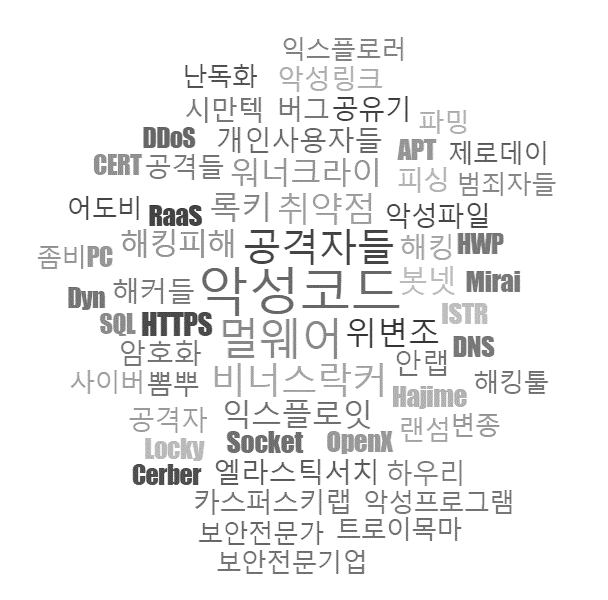 익스플로러
난독화 악성링크
시만텍 버그 공유기 파밍
DDoS 개인사용자들 APT 제로데이
CERT 공격들 워너크라이 피싱 범죄자들
어도비 RaaS 록키 취약점 악성파일
좀비PC 해킹피해 공격자들 해킹 HWP
Dyn 해커들 악성코드 봇넷 Mirai
SQL HTTPS 멀웨어 위변조 ISTR
암호화 안랩 DNS
사이버 뽐뿌 비너스락커 Hajime 해킹툴
공격자 익스플로잇 랜섬 변종
Locky Socket OpenX
Cerber 엘라스틱서치 하우리
카스퍼스키랩 악성프로그램
보안전문가 트로이목마
보안전문기업